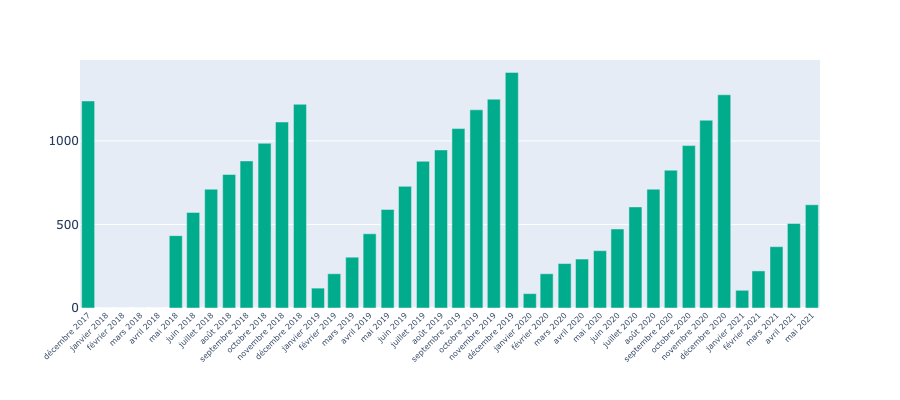 1000
500
0
décembre 2017
janvier 2018
février 2018
mars 2018
avril 2018
mai 2018
juin 2018
juillet 2018
août 2018
septembre 2018
octobre 2018
novembre 2018
décembre 2018
janvier 2019
février 2019
mars 2019
avril 2019
mai 2019
juin 2019
juillet 2019
août 2019
septembre 2019
octobre 2019
novembre 2019
décembre 2019
janvier 2020
février 2020
mars 2020
avril 2020
mai 2020
juin 2020
juillet 2020
août 2020
septembre 2020
octobre 2020
novembre 2020
décembre 2020
janvier 2021
février 2021
mars 2021
avril 2021
mai 2021